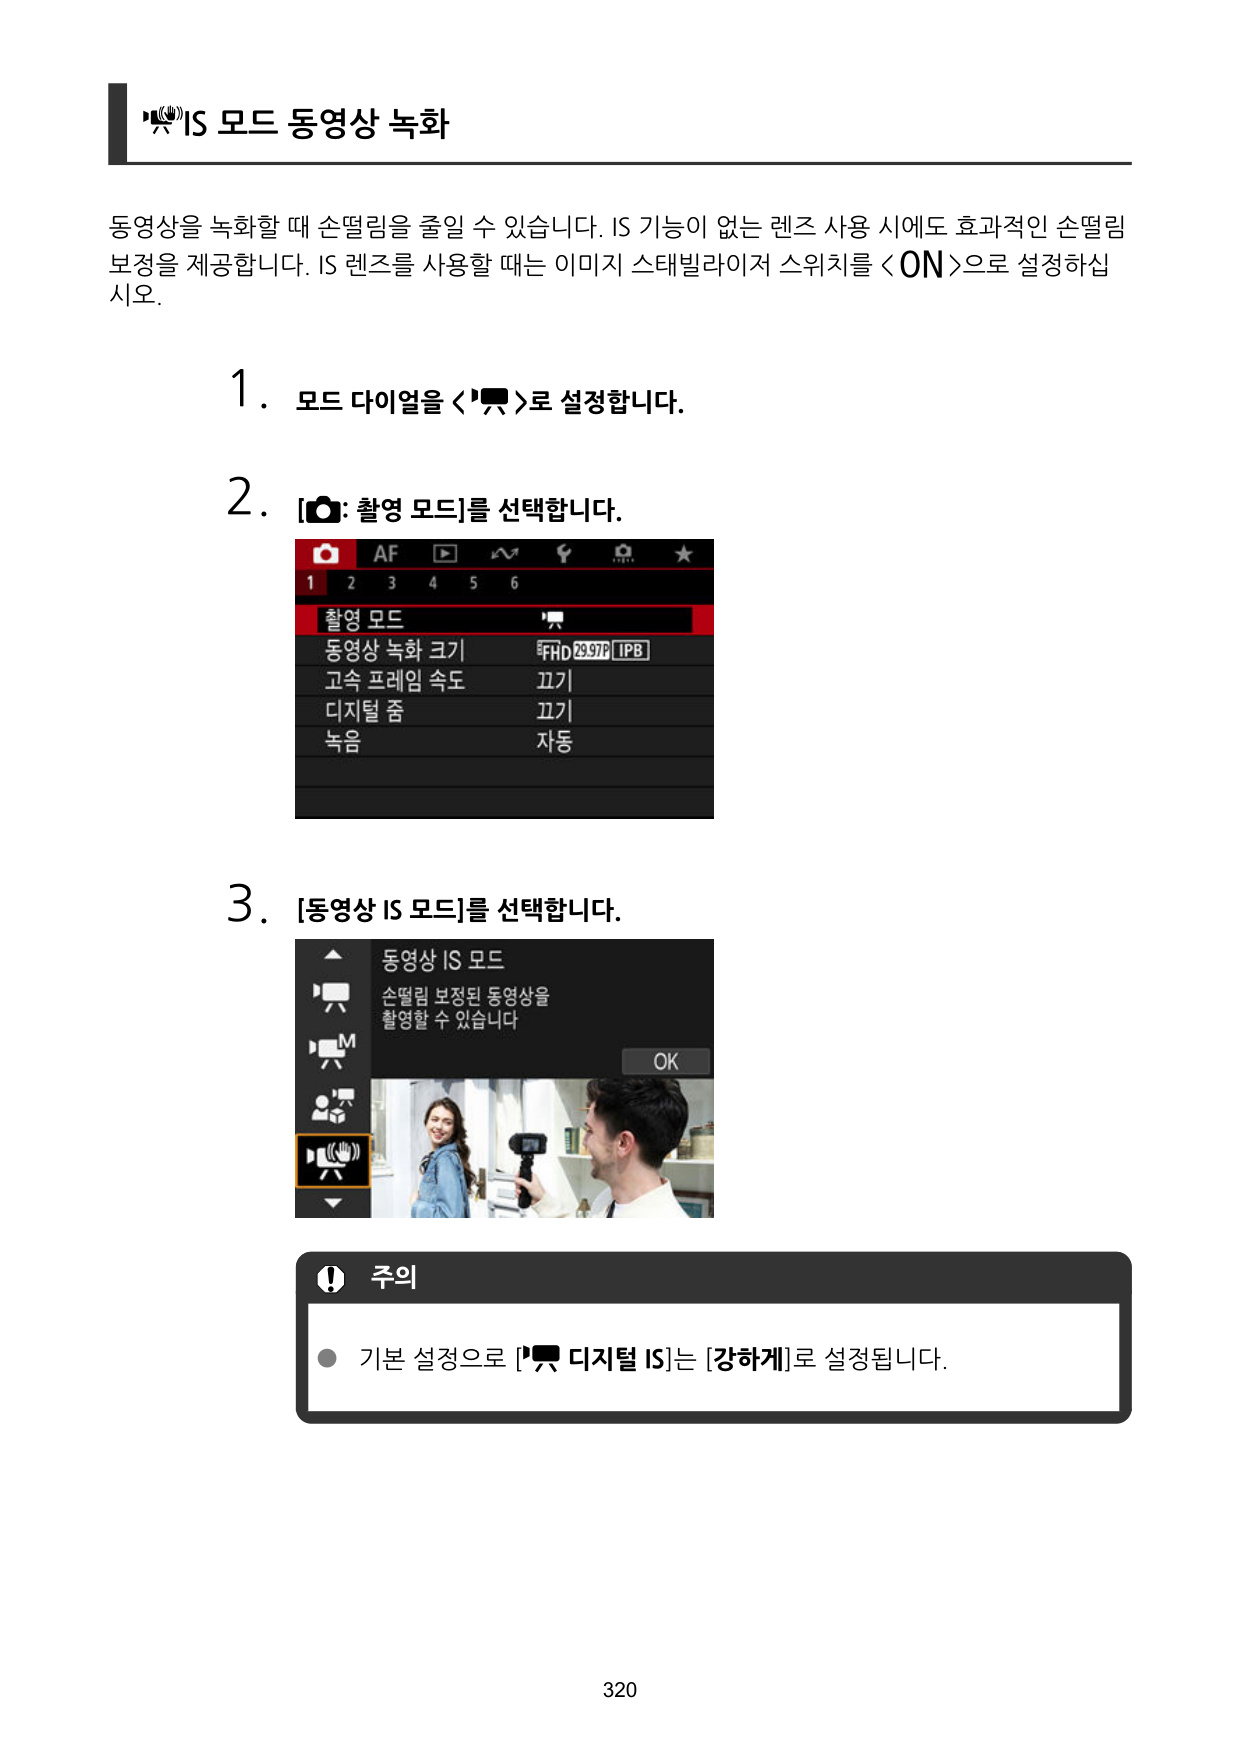 IS 모드 동영상 녹화
동영상을 녹화할 때 손떨림을 줄일 수 있습니다. IS 기능이 없는 렌즈 사용 시에도 효과적인 손떨림
보정을 제공합니다. IS 렌즈를 사용할 때는 이미지 스태빌라이저 스위치를 < ON >으로 설정하십
시오.
1. 모드 다이얼을 < >로 설정합니다.
2. [: 촬영 모드]를 선택합니다.
AF
1 2 3 4 5 6
촬영 모드
동영상 녹화 크기 FHD 29.97P IPB
고속 프레임 속도 끄기
디지털 줌 끄기
녹음 자동
3. [동영상 IS 모드]를 선택합니다.
동영상 IS 모드
손떨림 보정된 동영상을
촬영할 수 있습니다
M
OK
주의
● 기본 설정으로 [ 디지털 IS]는 [강하게]로 설정됩니다.
320